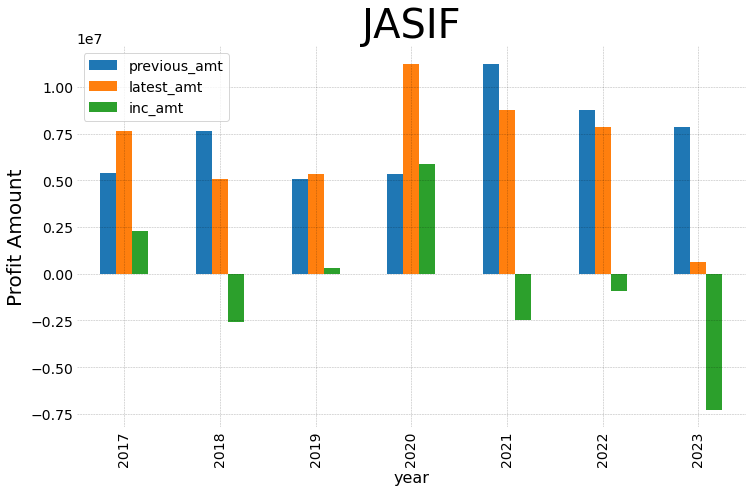 JASIF
1e7
previous_amt
latest_amt
inc_amt
1.00
0.75
0.50
0.25
0.00
−0.25
−0.50
−0.75
Profit Amount
2017
2018
2019
2020
2021
2022
2023
year